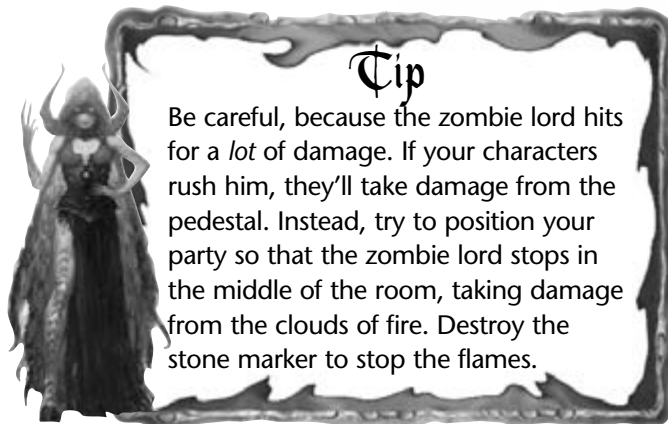 Tip
Be careful, because the zombie lord hits
for a lot of damage. If your characters
rush him, they’ll take damage from the
pedestal. Instead, try to position your
party so that the zombie lord stops in
the middle of the room, taking damage
from the clouds of fire. Destroy the
stone marker to stop the flames.